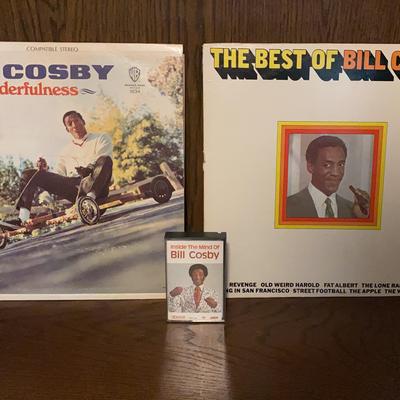 COMPATIBLE STEREO
COSBY
derfulness
THE BEST OF BILL C
Inside The Mind Of
Bill Cosby
REVENGE OLD WEIRD HAROLD FAT ALBERT THE LONE RA
G IN SAN FRANCISCO · STREET FOOTBALL THE APPLE THE W